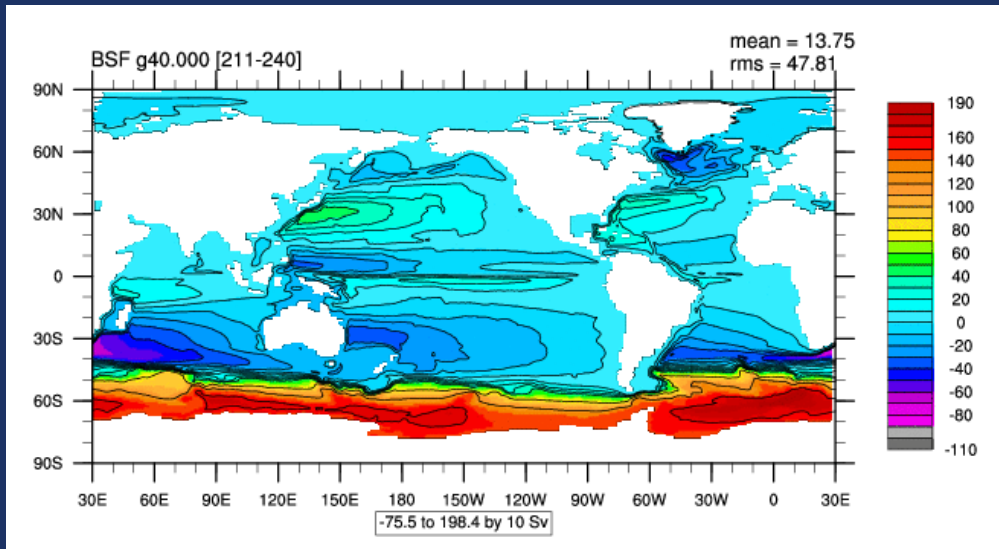 mean = 13.75
BSF g40.000 [211-240]
rms = 47.81
90N
60N
30N
0
30S
60S
90S
30E 60E 90E 120E 150E 180 150W 120W 90W 60W 30W 0 30E
-75.5 to 198.4 by 10 Sv
190
160
140
120
100
80
60
40
20
0
-20
-40
-60
-80
-110